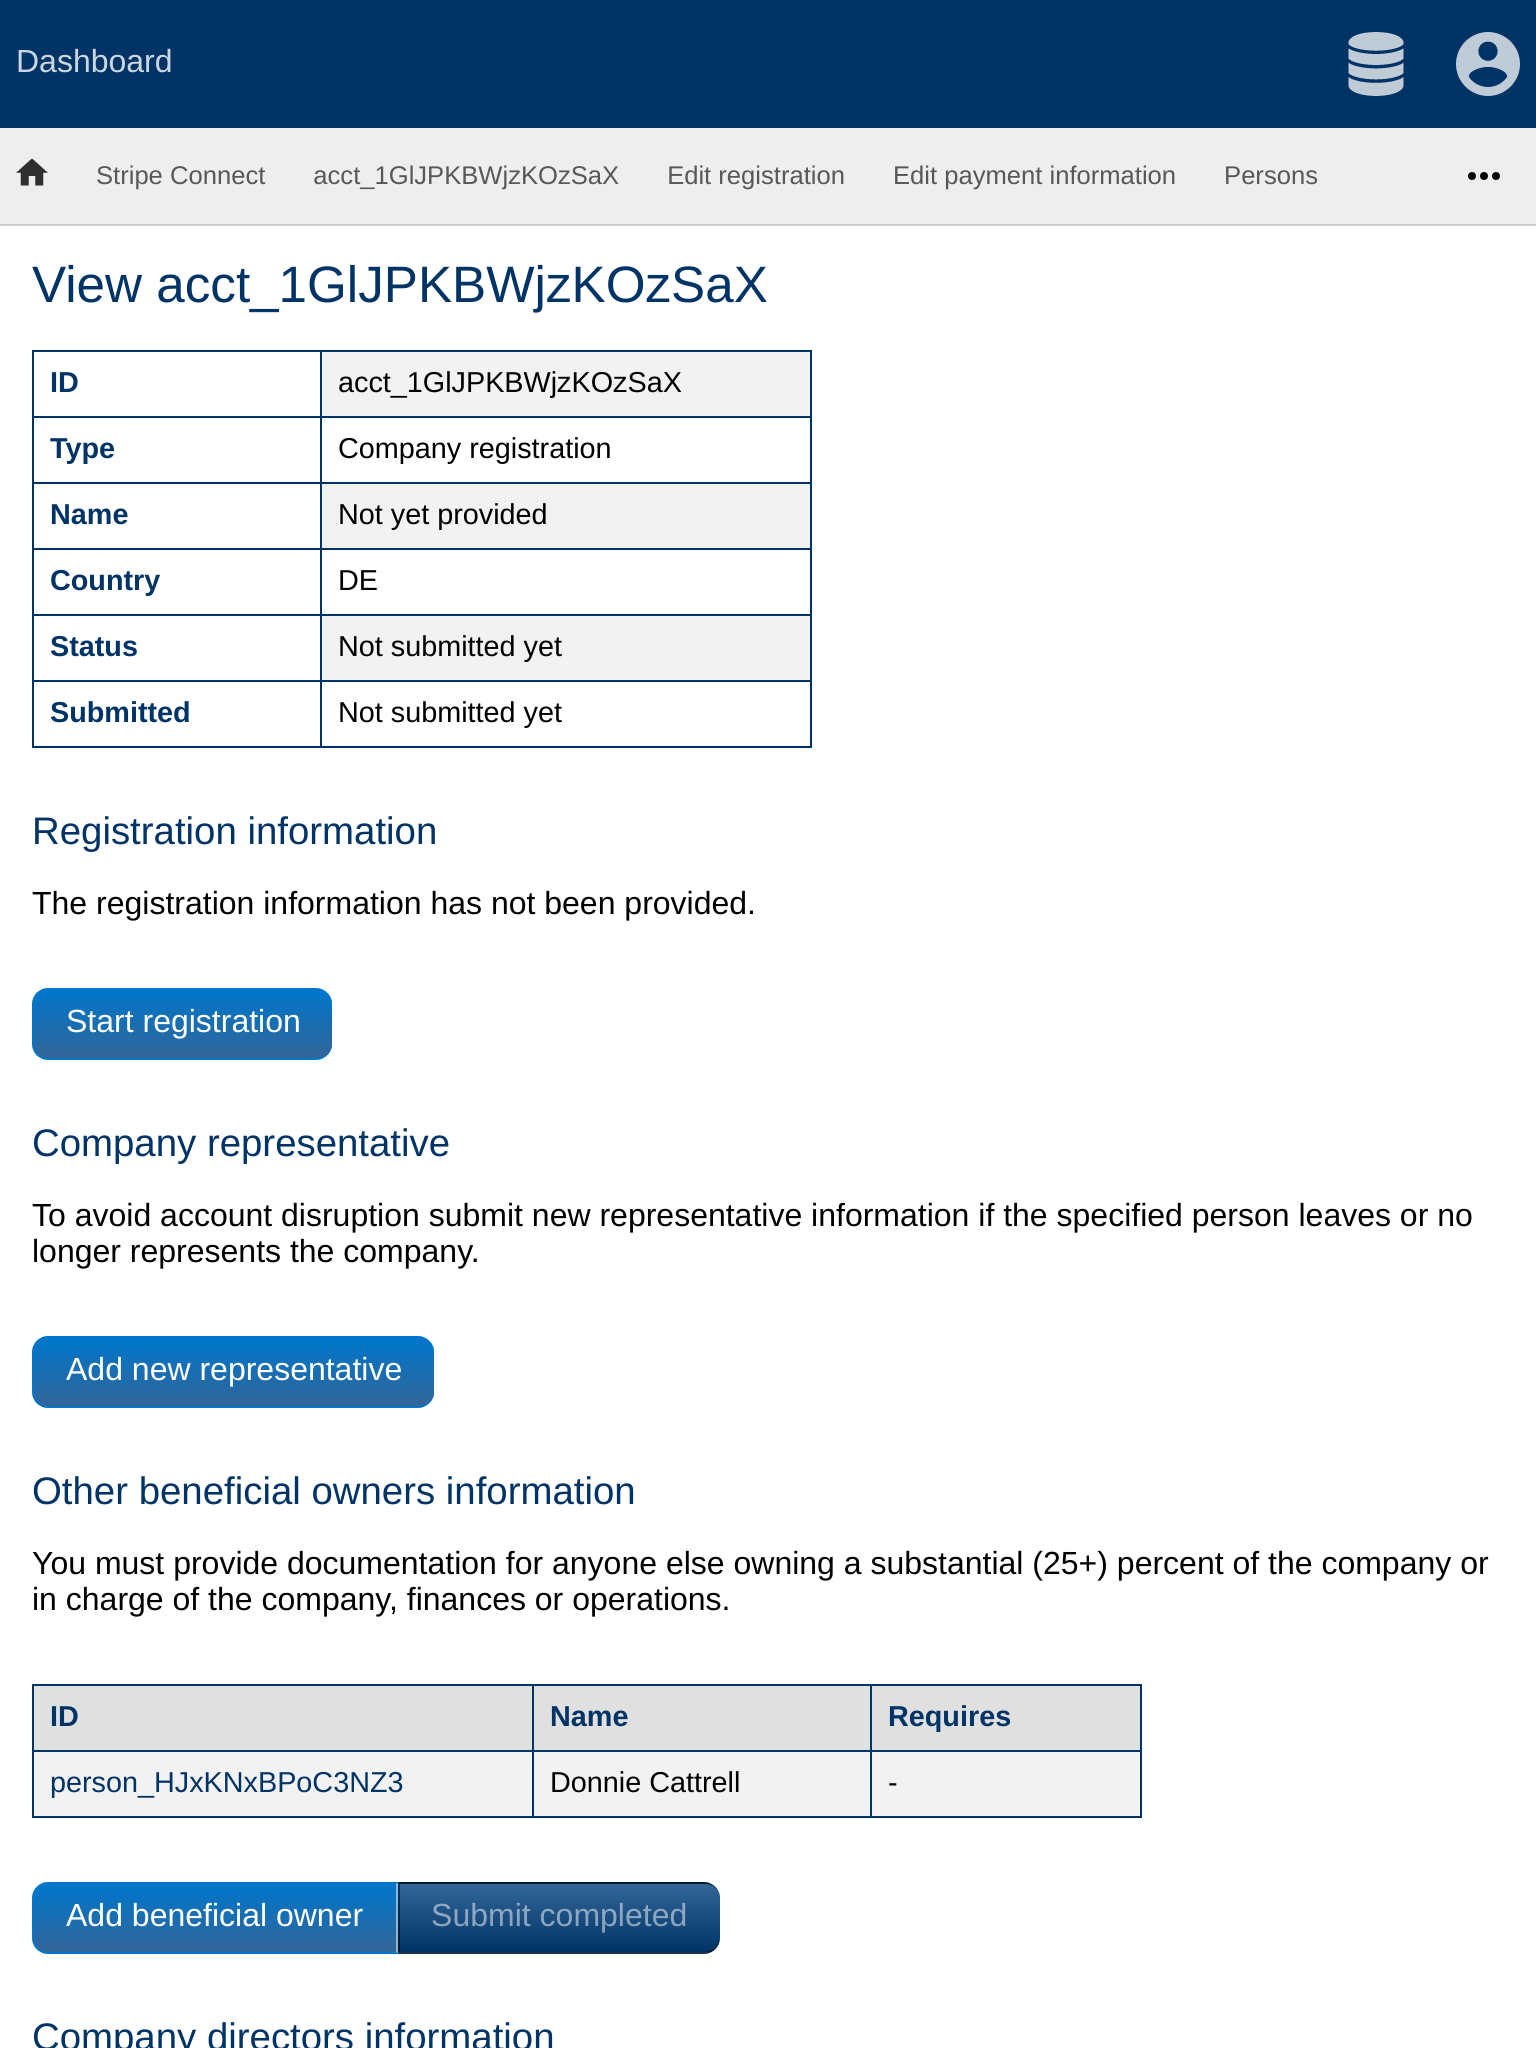 Dashboard
Stripe Connect acct_1GlJPKBWjzKOzSaX Edit registration Edit payment information Persons
View acct_1GlJPKBWjzKOzSaX
ID acct_1GlJPKBWjzKOzSaX
Type Company registration
Name Not yet provided
Country DE
Status Not submitted yet
Submitted Not submitted yet
Registration information
The registration information has not been provided.
Start registration
Company representative
To avoid account disruption submit new representative information if the specified person leaves or no
longer represents the company.
Add new representative
Other beneficial owners information
You must provide documentation for anyone else owning a substantial (25+) percent of the company or
in charge of the company, finances or operations.
ID Name Requires
person_HJxKNxBPoC3NZ3 Donnie Cattrell -
Add beneficial owner Submit completed
Company directors information